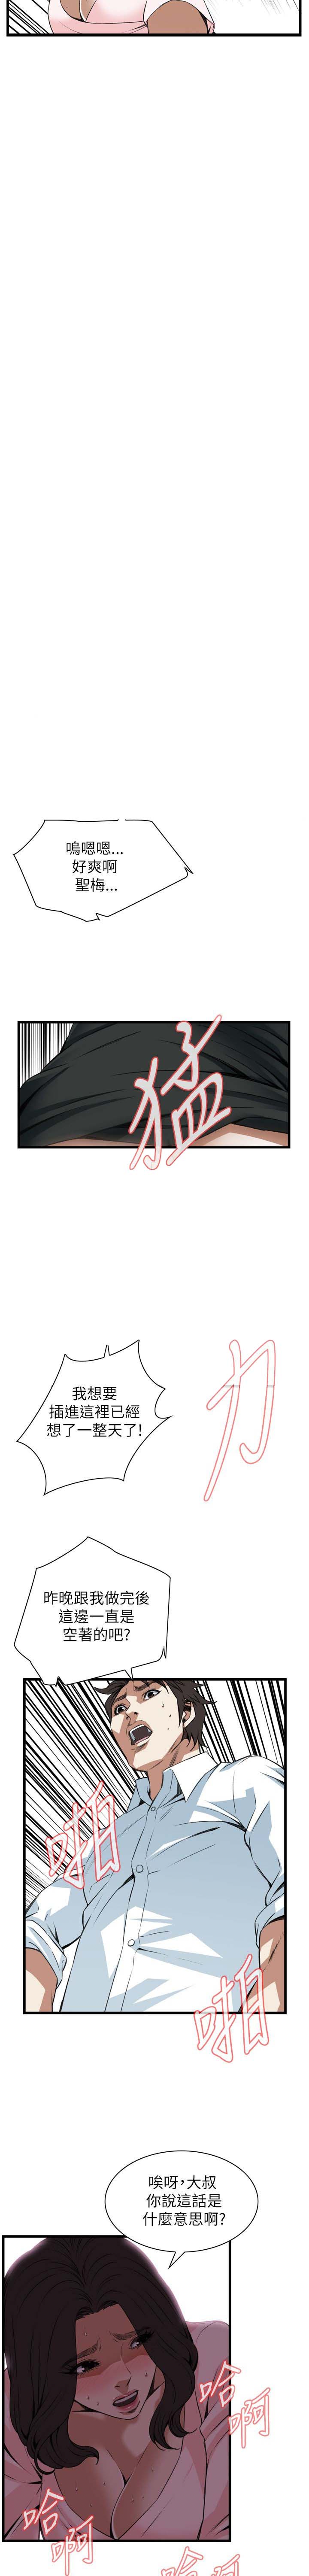 嗚嗯嗯…
好爽啊
聖梅…
猛
力
我想要
插進這裡已經
想了一整天了!
昨晚跟我做完後
這邊一直是
空著的吧?
啪
啪
唉呀,大叔
你說這話是
什麼意思啊?
哈
啊
哈
啊